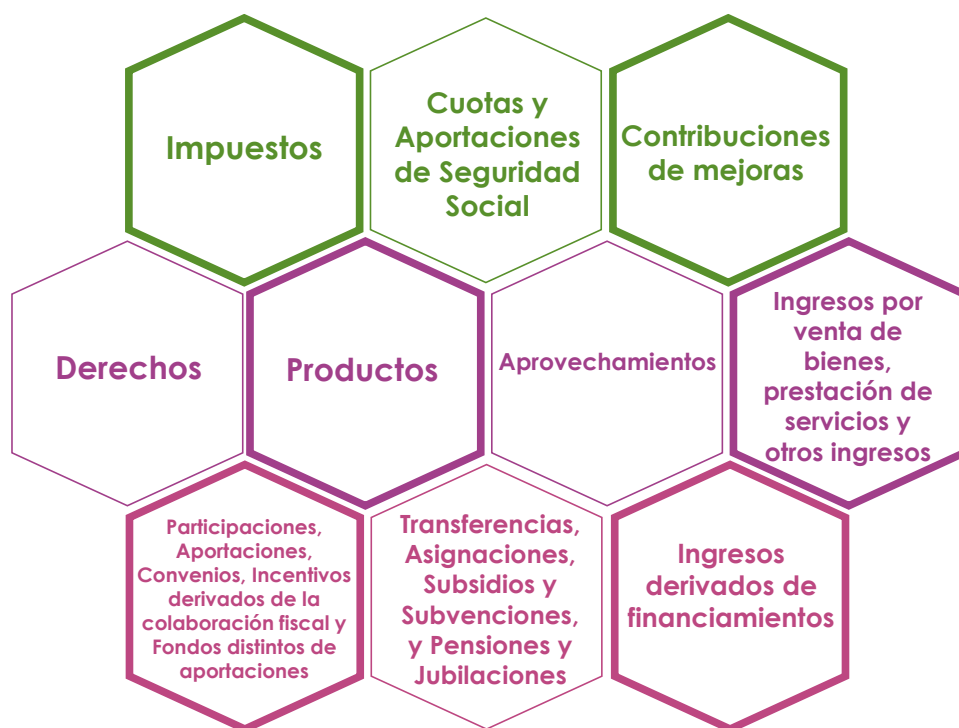 Impuestos
Cuotas y
Aportaciones
de Seguridad
Social
Contribuciones
de mejoras
Derechos
Productos
Aprovechamientos
Ingresos por
venta de
bienes,
prestación de
servicios y
otros ingresos
Participaciones,
Aportaciones,
Convenios, Incentivos
derivados de la
colaboración fiscal y
Fondos distintos de
aportaciones
Transferencias,
Asignaciones,
Subsidios y
Subvenciones,
y Pensiones y
Jubilaciones
Ingresos
derivados de
financiamientos